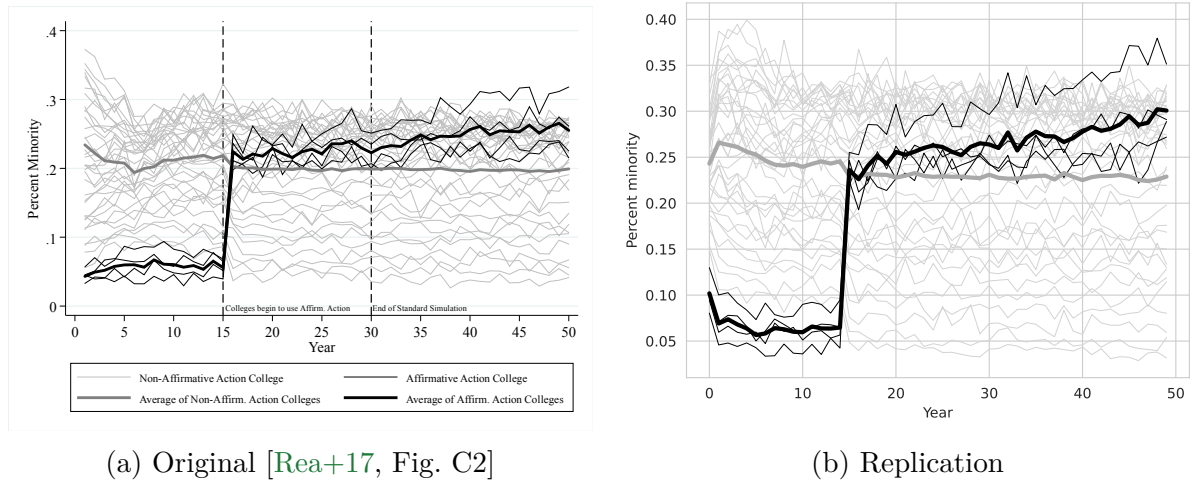 .4
.3
.2
.1
0
Percent Minority
Colleges begin to use Affirm. Action
End of Standard Simulation
0 5 10 15 20 25 30 35 40 45 50
Year
Non-Affirmative Action College
Affirmative Action College
Average of Non-Affirm. Action Colleges
Average of Affirm. Action Colleges
(a) Original [Rea+17, Fig. C2]
0.40
0.35
0.30
0.25
0.20
0.15
0.10
0.05
Percent minority
0 10 20 30 40 50
Year
(b) Replication